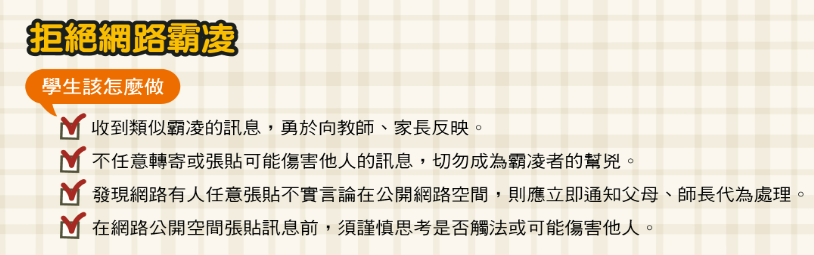 拒絕網路霸凌
學生該怎麼做
收到類似霸凌的訊息，勇於向教師、家長反映。
不任意轉寄或張貼可能傷害他人的訊息，切勿成為霸凌者的幫兇。
發現網路有人任意張貼不實言論在公開網路空間，則應立即通知父母、師長代為處理。
在網路公開空間張貼訊息前，須謹慎思考是否觸法或可能傷害他人。